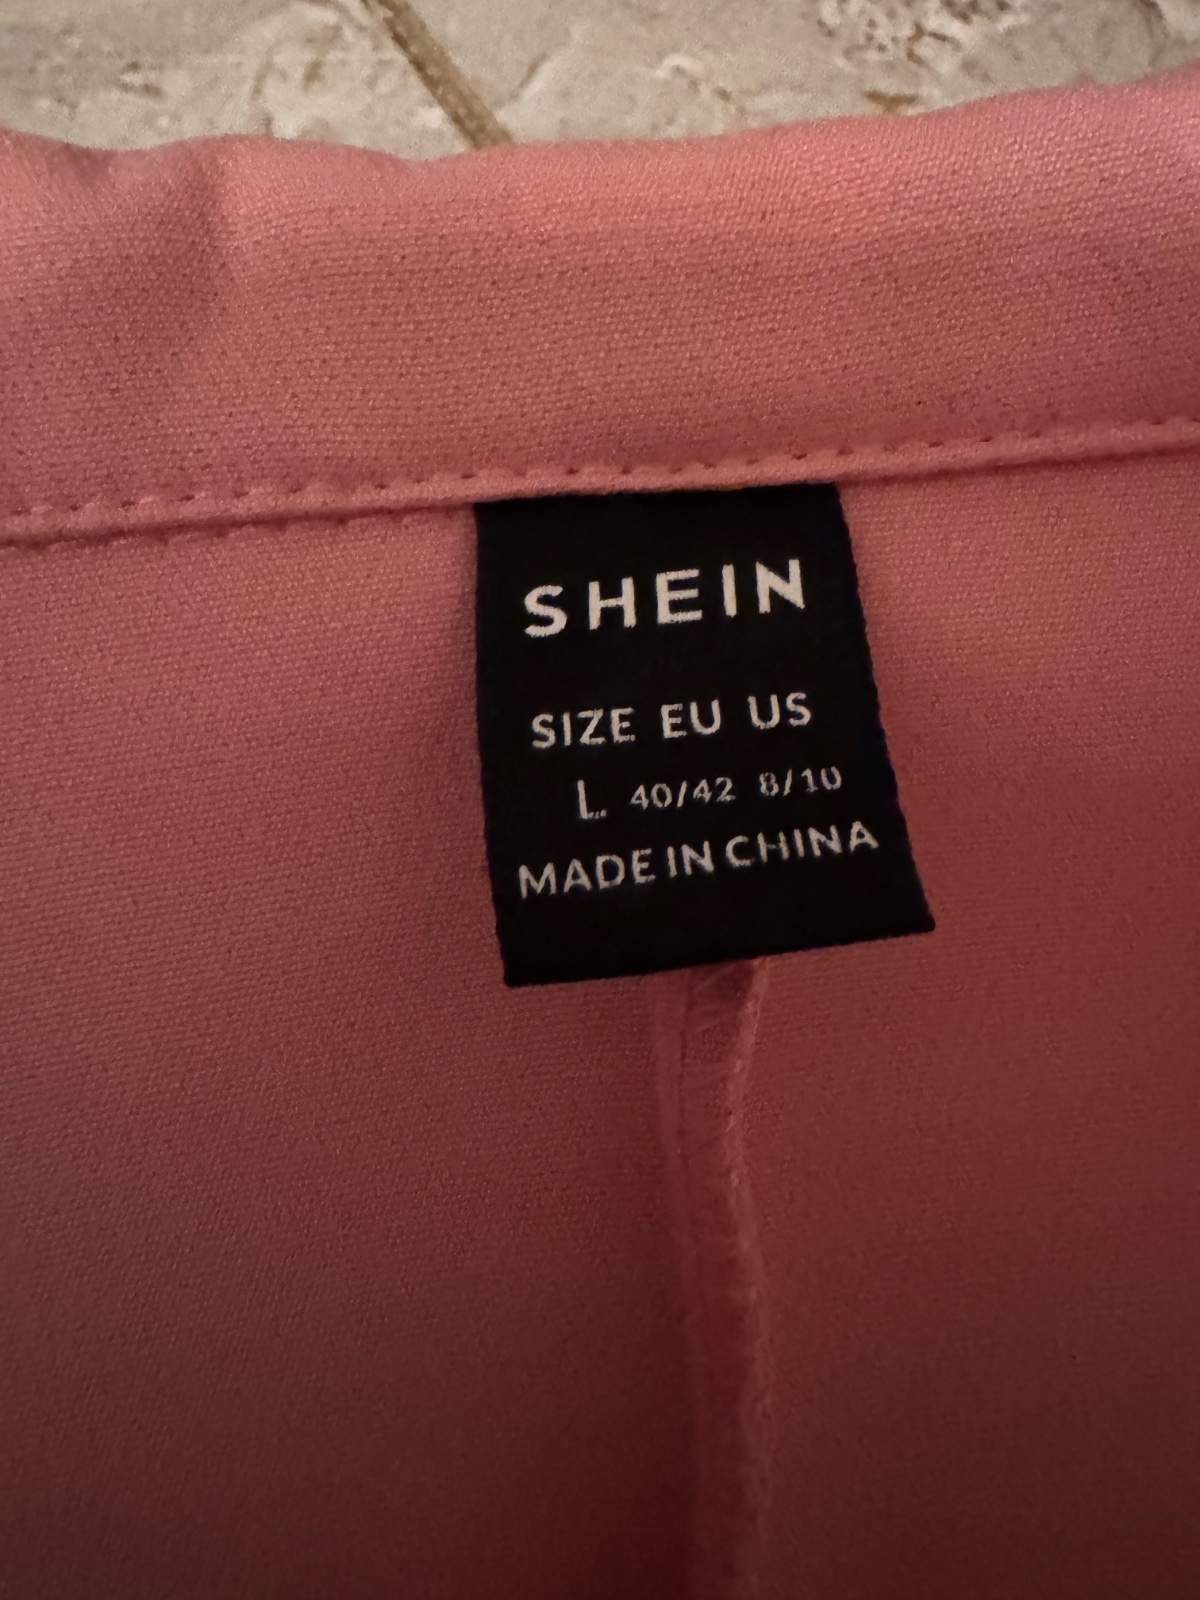 SHEIN
SIZE EU US
L 40/42 8/10
MADE IN CHINA